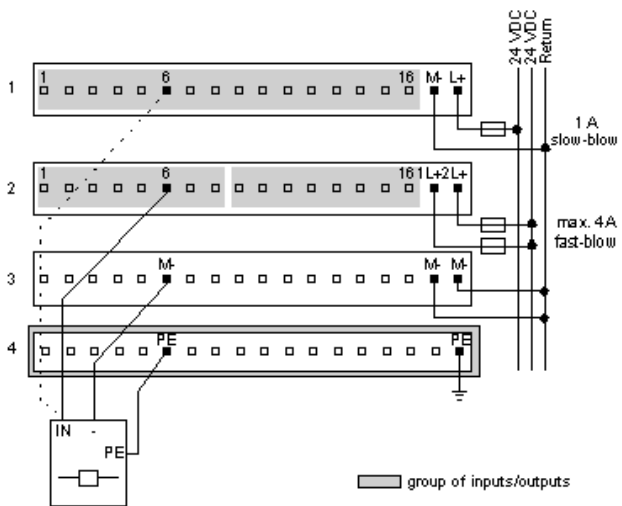 24 VDC
24 VDC
Return
1
1 6 16 M- L+
1 A
slow-blow
2
1 6 16 1L+ 2L+
max. 4 A
fast-blow
3
M- M- M-
4
PE PE
IN -
PE
group of inputs/outputs